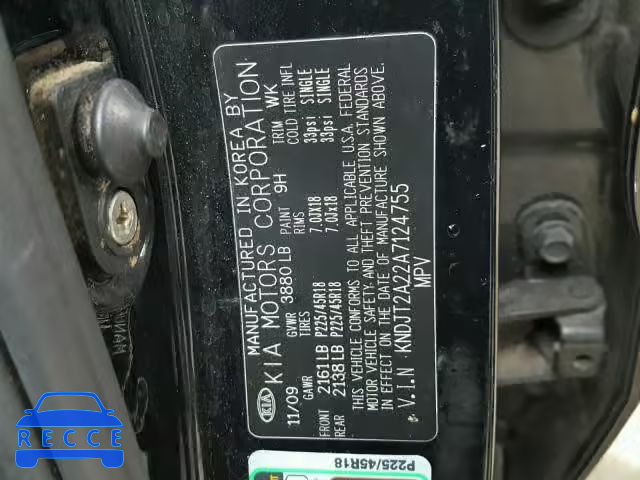 MANUFACTURED IN KOREA BY
KIA MOTORS CORPORATION
KIA
11/09 GVWR 3880 LB PAINT 9H TRIM WK
GAWR TIRES RIMS COLD TIRE INFL
FRONT 2161 LB P225/45R18 7.0JX18 33psi SINGLE
REAR 2138 LB P225/45R18 7.0JX18 33psi SINGLE
THIS VEHICLE CONFORMS TO ALL APPLICABLE U.S.A. FEDERAL
MOTOR VEHICLE SAFETY AND THEFT PREVENTION STANDARDS
IN EFFECT ON THE DATE OF MANUFACTURE SHOWN ABOVE.
V.I.N KNDJT2A22A7124755
MPV
P225/45R18
RECCE